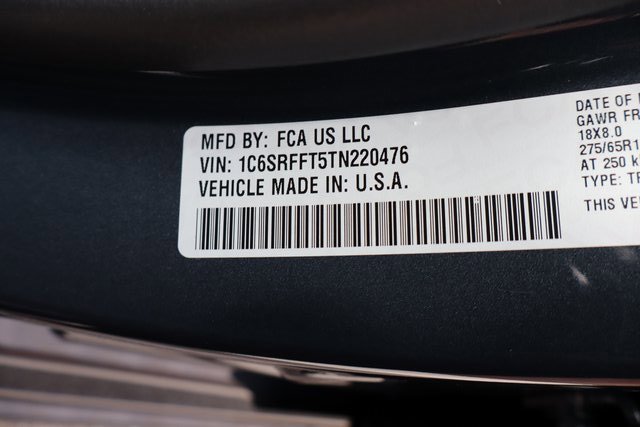 MFD BY: FCA US LLC
VIN: 1C6SRFFT5TN220476
VEHICLE MADE IN: U.S.A.
DATE OF
GAWR FR
18X8.0
275/65R1
AT 250
TYPE:
THIS VE